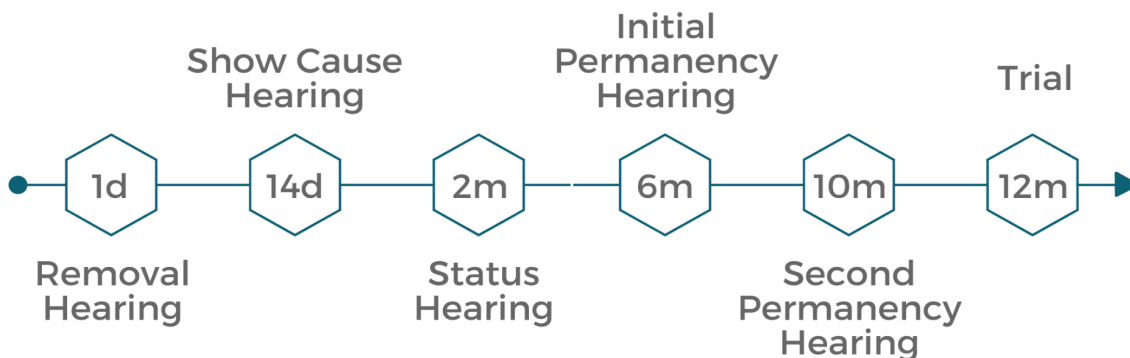 Show Cause
Hearing
Initial
Permanency
Hearing
Trial
1d
14d
2m
6m
10m
12m
Removal
Hearing
Status
Hearing
Second
Permanency
Hearing